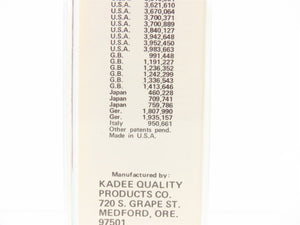 U.S.A. 3,621,610
U.S.A. 3,670,064
U.S.A. 3,700,371
U.S.A. 3,700,889
U.S.A. 3,840,127
U.S.A. 3,942,648
U.S.A. 3,952,450
U.S.A. 3,983,663
G.B. 991,448
G.B. 1,191,227
G.B. 1,236,352
G.B. 1,242,299
G.B. 1,336,543
G.B. 1,413,646
Japan 460,228
Japan 709,741
Japan 759,786
Ger. 1,807,990
Ger. 1,935,157
Italy 950,661
Other patents pend.
Made in U.S.A.
Manufactured by:
KADEE QUALITY
PRODUCTS CO.
720 S. GRAPE ST.
MEDFORD, ORE.
97501